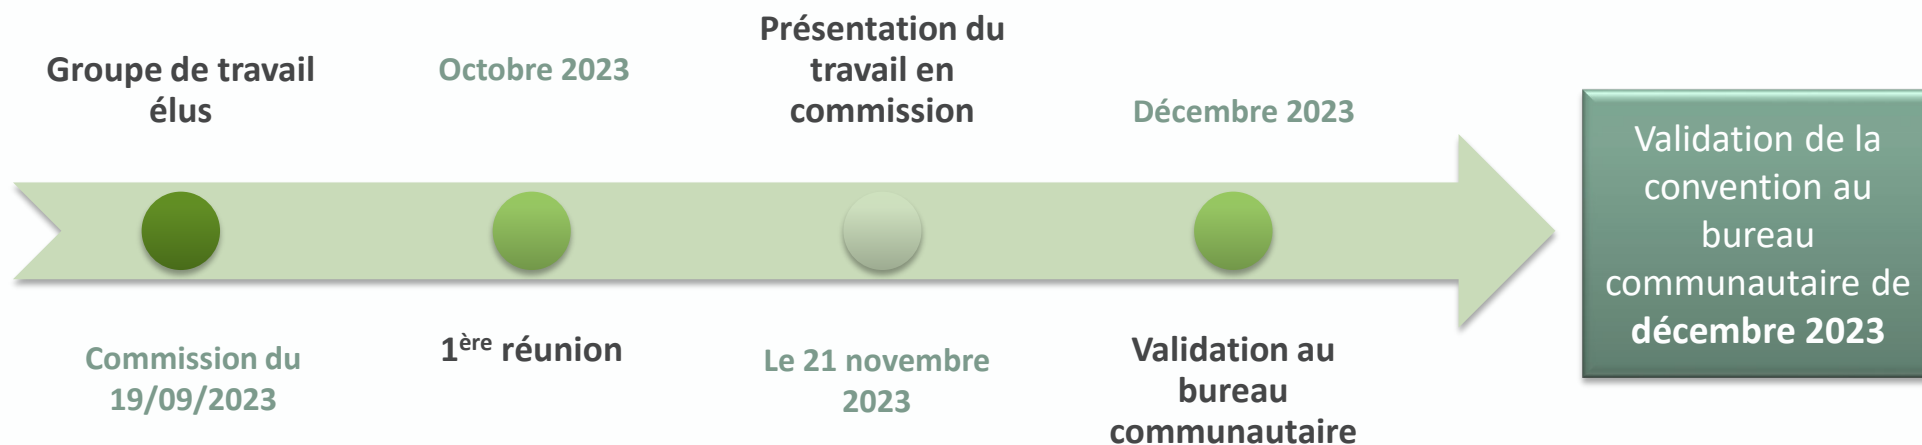 Groupe de travail
élus
Commission du
19/09/2023
Octobre 2023
1ère réunion
Présentation du
travail en
commission
Le 21 novembre
2023
Décembre 2023
Validation au
bureau
communautaire
Validation de la
convention au
bureau
communautaire de
décembre 2023